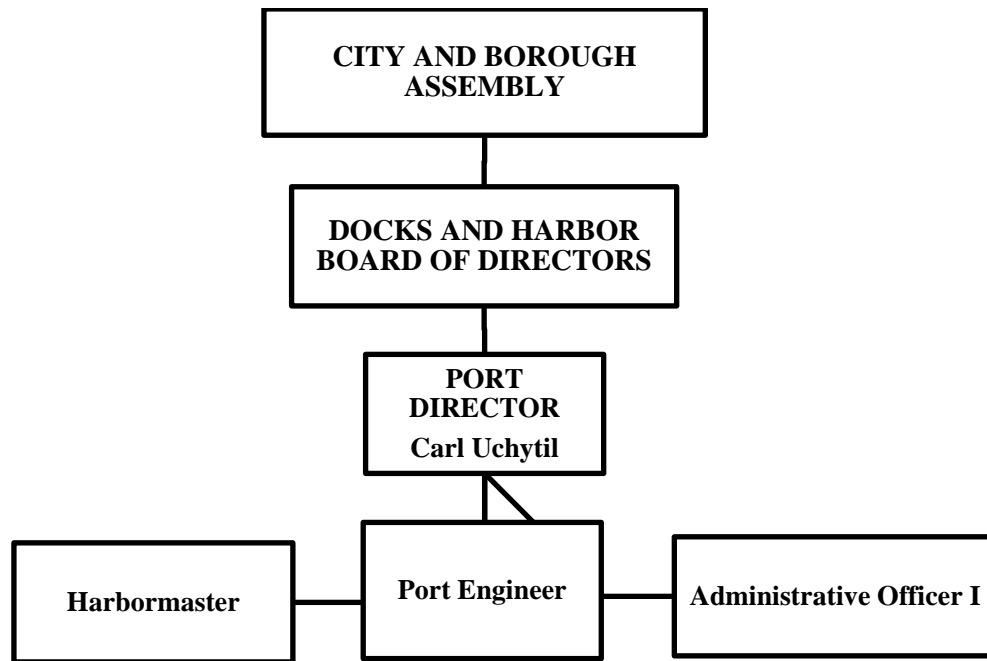 CITY AND BOROUGH
ASSEMBLY
DOCKS AND HARBOR
BOARD OF DIRECTORS
PORT
DIRECTOR
Carl Uchytil
Harbormaster
Port Engineer
Administrative Officer I